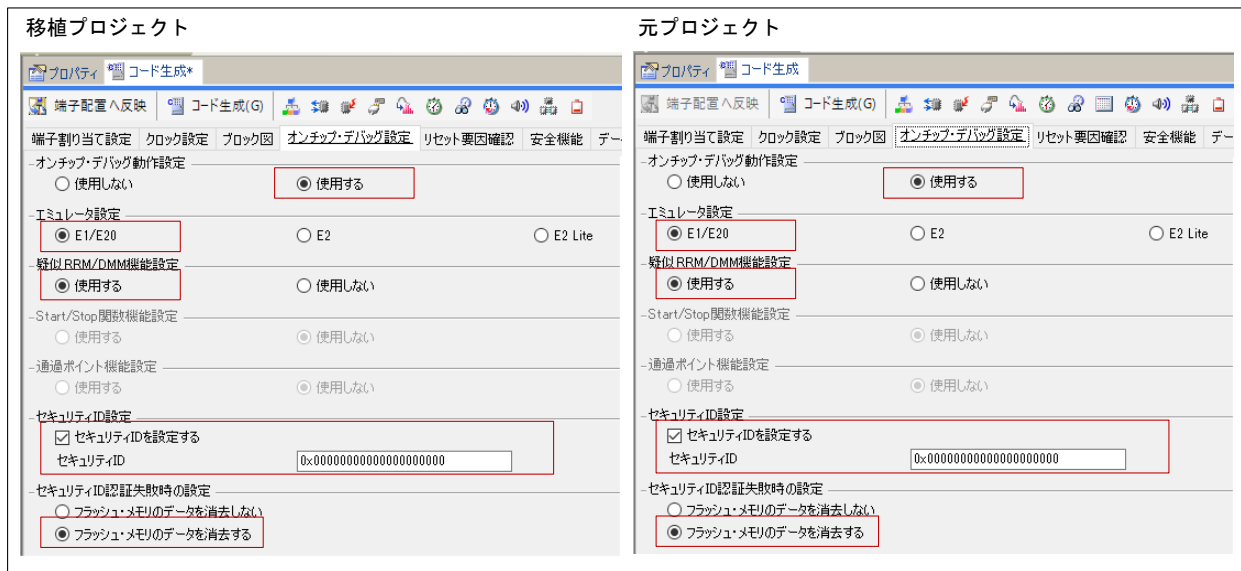 移植プロジェクト
プロパティ コード生成*
端子配置へ反映 コード生成(G)
端子割り当て設定 クロック設定 ブロック図 オンチップ・デバッグ設定 リセット要因確認 安全機能 デー
オンチップ・デバッグ動作設定
使用しない 使用する
エミュレータ設定
E1/E20 E2 E2 Lite
疑似RRM/DMM機能設定
使用する 使用しない
Start/Stop関数機能設定
使用する 使用しない
通過ポイント機能設定
使用する 使用しない
セキュリティID設定
セキュリティIDを設定する
セキュリティID 0x00000000000000000000
セキュリティID認証失敗時の設定
フラッシュ・メモリのデータを消去しない
フラッシュ・メモリのデータを消去する
元プロジェクト
プロパティ コード生成
端子配置へ反映 コード生成(G)
端子割り当て設定 クロック設定 ブロック図 オンチップ・デバッグ設定 リセット要因確認 安全機能 デー
オンチップ・デバッグ動作設定
使用しない 使用する
エミュレータ設定
E1/E20 E2 E2 Lite
疑似RRM/DMM機能設定
使用する 使用しない
Start/Stop関数機能設定
使用する 使用しない
通過ポイント機能設定
使用する 使用しない
セキュリティID設定
セキュリティIDを設定する
セキュリティID 0x00000000000000000000
セキュリティID認証失敗時の設定
フラッシュ・メモリのデータを消去しない
フラッシュ・メモリのデータを消去する